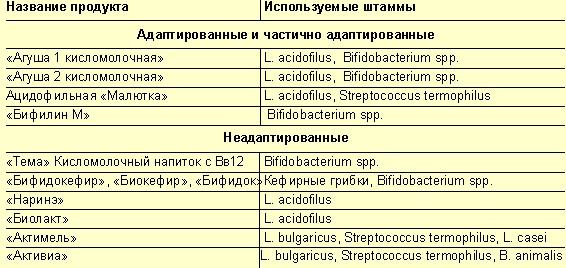 Название продукта Используемые штаммы
Адаптированные и частично адаптированные
«Агуша 1 кисломолочная» L. acidofilus, Bifidobacterium spp.
«Агуша 2 кисломолочная» L. acidofilus, Bifidobacterium spp.
Ацидофильная «Малютка» L. acidofilus, Streptococcus termophilus
«Бифилин М» Bifidobacterium spp.
Неадаптированные
«Тема» Кисломолочный напиток с Вв12 Bifidobacterium spp.
«Бифидокефир», «Биокефир», «Бифидок» Кефирные грибки, Bifidobacterium spp.
«Наринэ» L. acidofilus
«Биолакт» L. acidofilus
«Актимель» L. bulgaricus, Streptococcus termophilus, L. casei
«Активиа» L. bulgaricus, Streptococcus termophilus, B. animalis